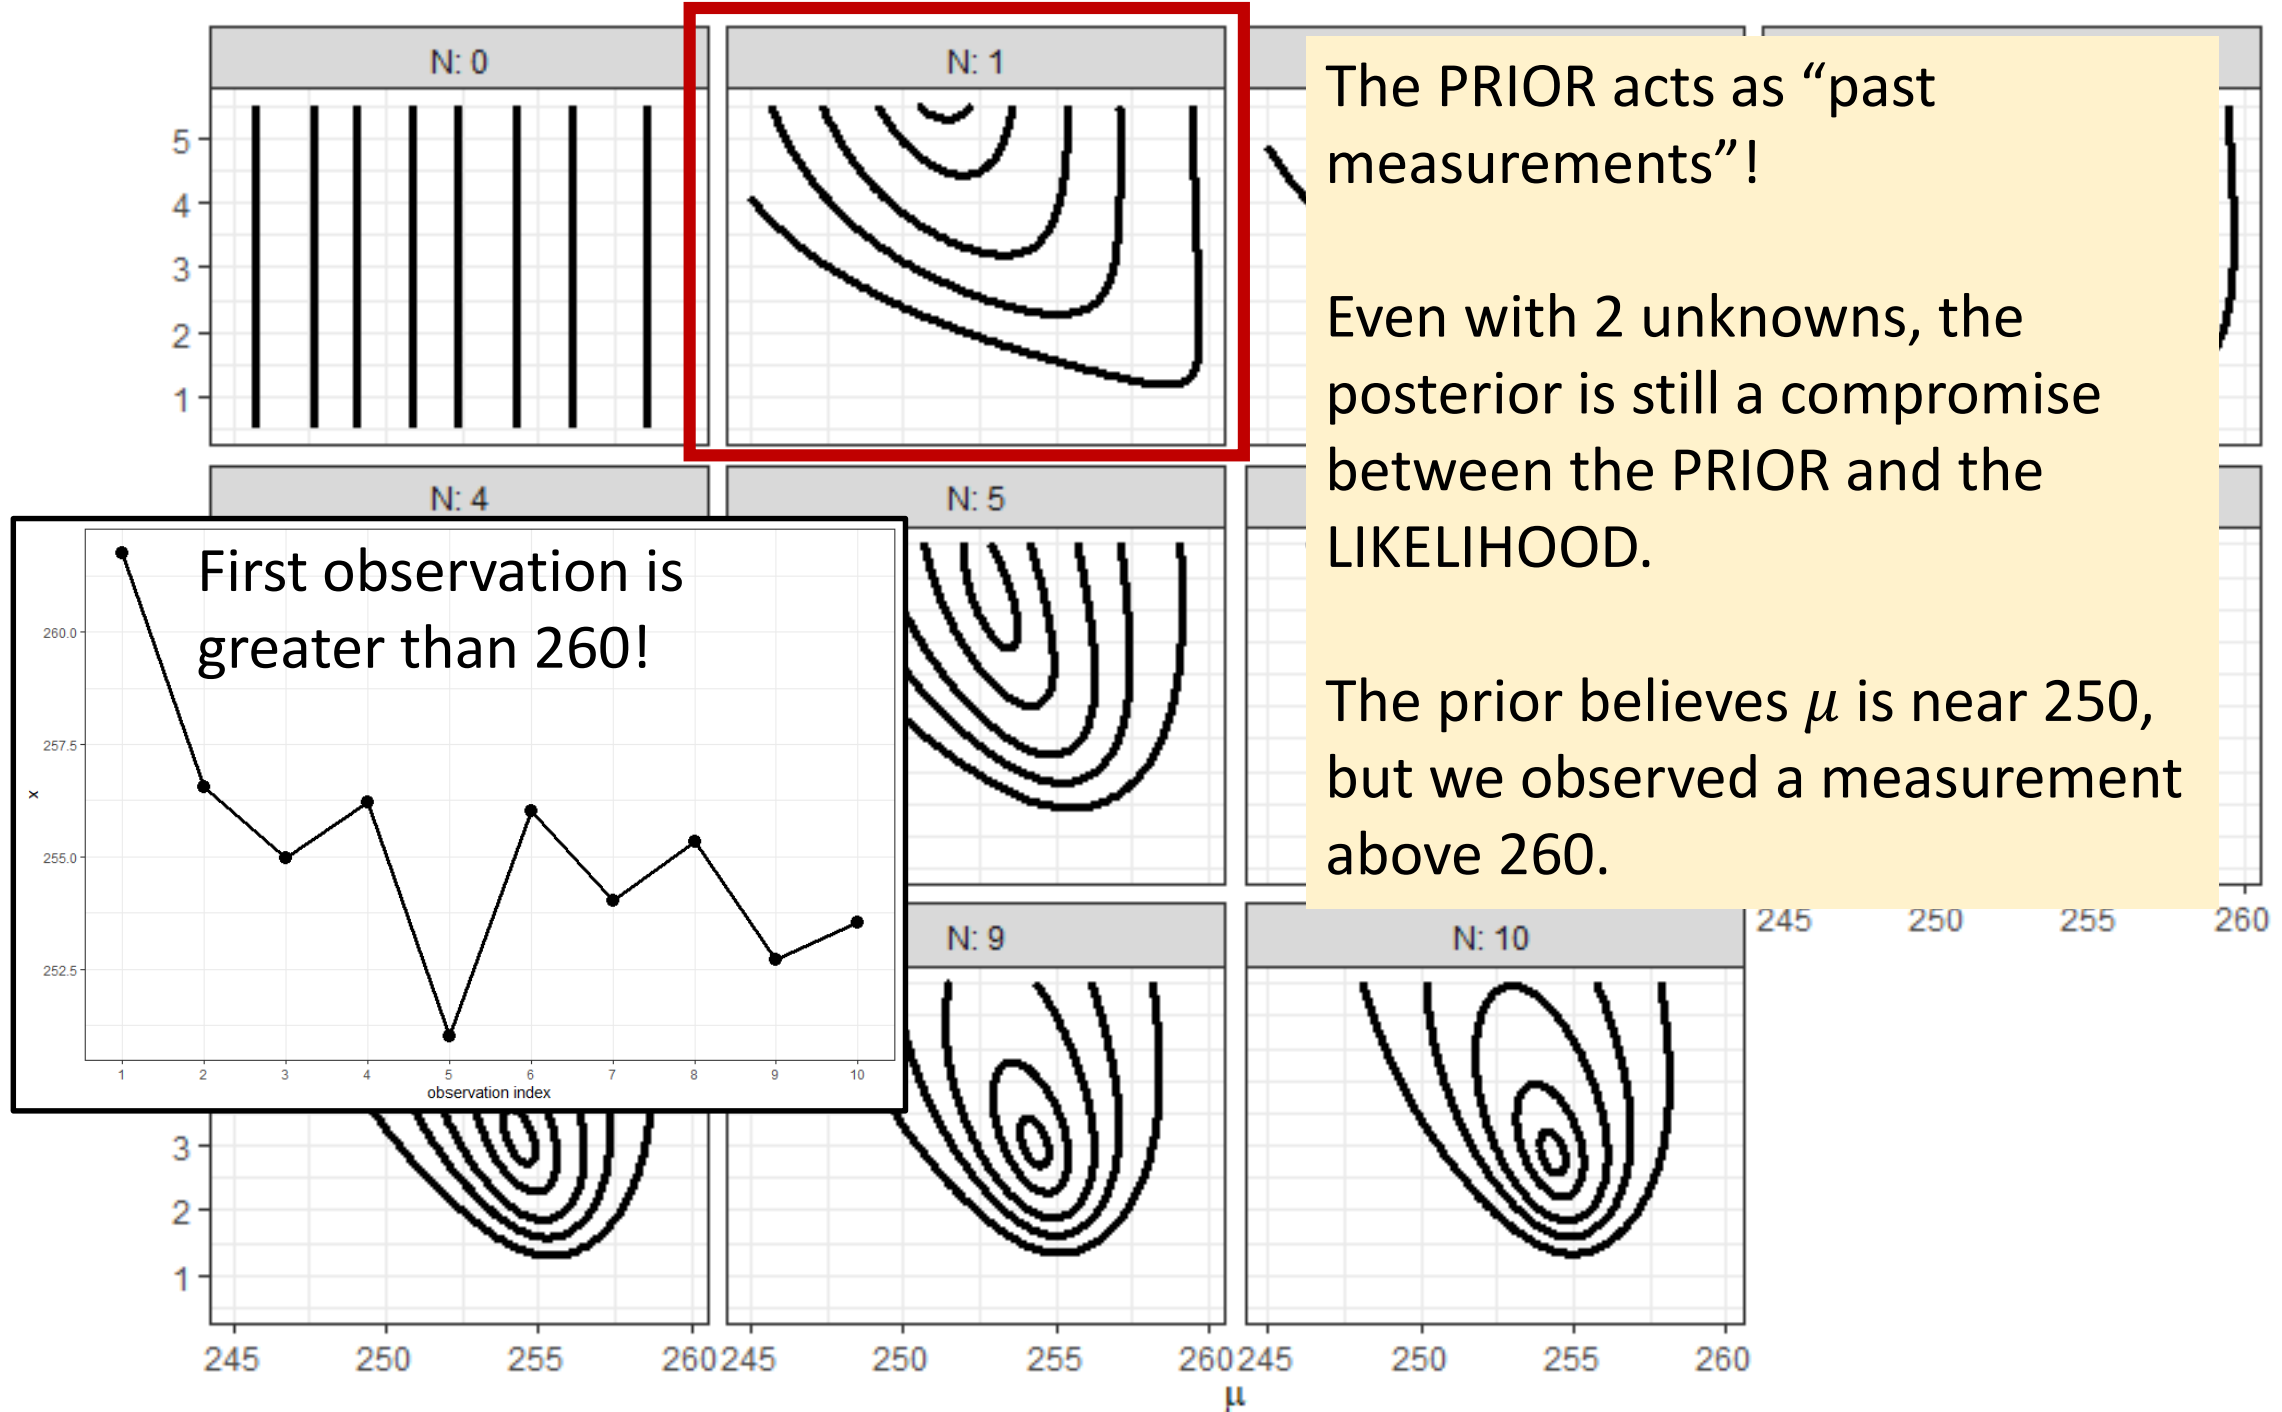 N: 0
N: 1
5
4
3
2
1
The PRIOR acts as “past
measurements”!
Even with 2 unknowns, the
posterior is still a compromise
between the PRIOR and the
LIKELIHOOD.
The prior believes μ is near 250,
but we observed a measurement
above 260.
N: 4
N: 5
First observation is
greater than 260!
260.0
257.5
255.0
252.5
x
1 2 3 4 5 6 7 8 9 10
observation index
245 250 255 260
N: 9
N: 10
3
2
1
245 250 255 260 245 250 255 260 245 250 255 260
μ